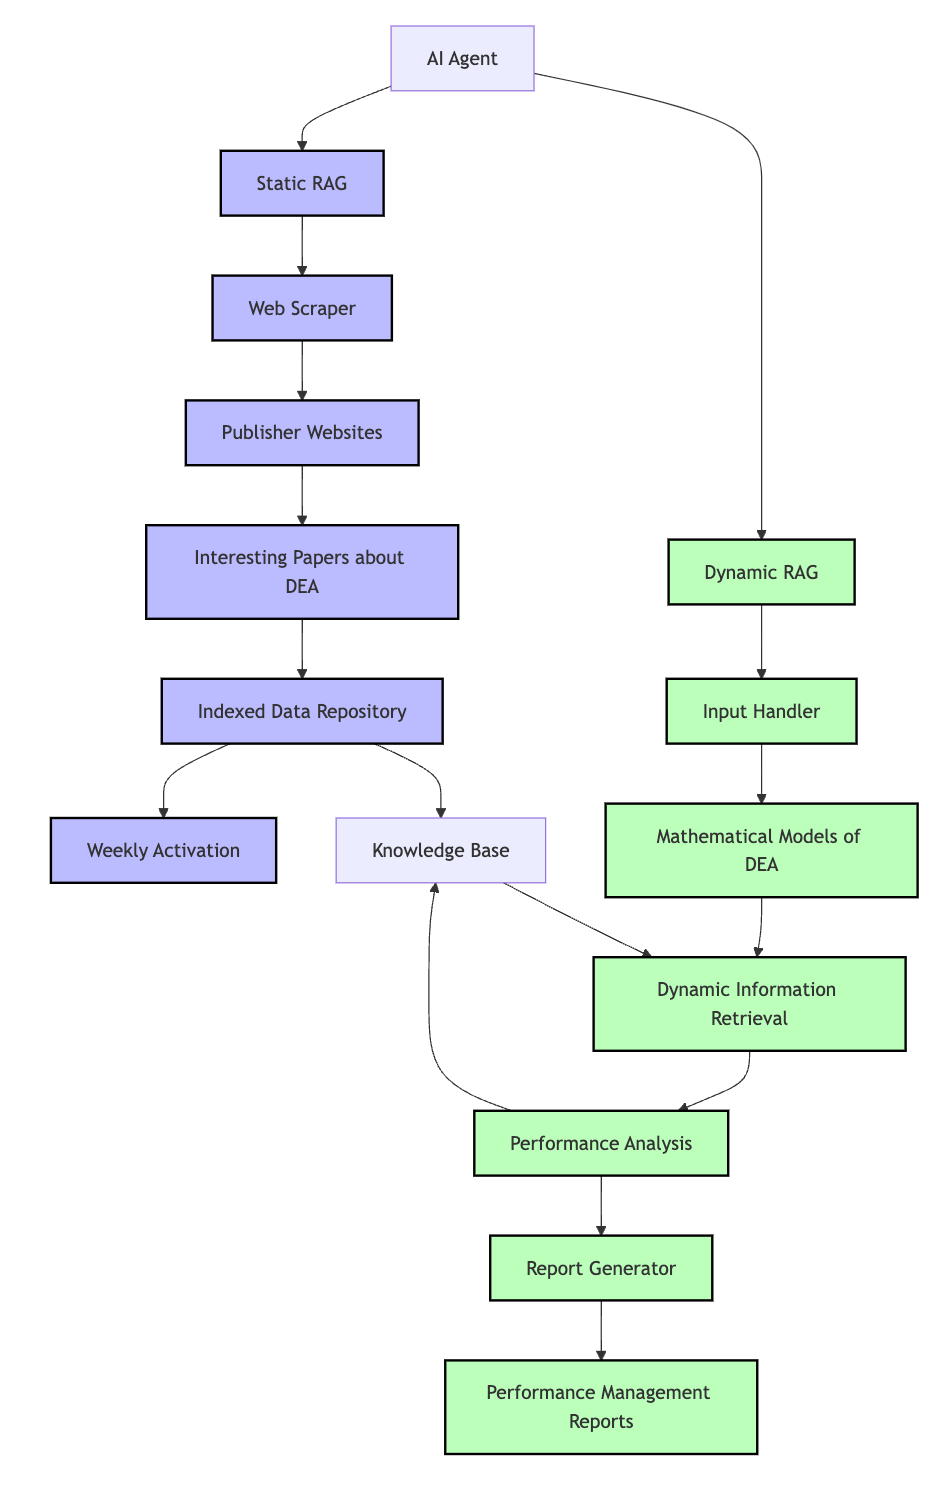 AI Agent
Static RAG
Web Scraper
Publisher Websites
Interesting Papers about
DEA
Dynamic RAG
Indexed Data Repository
Input Handler
Weekly Activation
Knowledge Base
Mathematical Models of
DEA
Dynamic Information
Retrieval
Performance Analysis
Report Generator
Performance Management
Reports